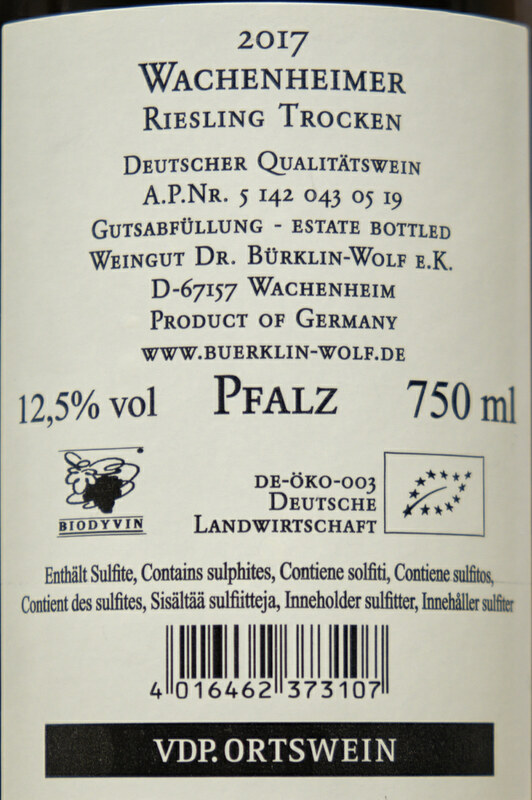 2017
WACHENHEIMER
RIESLING TROCKEN
DEUTSCHER QUALITÄTSWEIN
A.P.NR. 5 142 043 05 19
GUTSABFÜLLUNG - ESTATE BOTTLED
WEINGUT DR. BÜRKLIN-WOLF E.K.
D-67157 WACHENHEIM
PRODUCT OF GERMANY
WWW.BUERKLIN-WOLF.DE
12,5% vol PFALZ 750 ml
BIODYVIN
DE-ÖKO-003
DEUTSCHE
LANDWIRTSCHAFT
Enthält Sulfite, Contains sulphites, Contiene solfiti, Contiene sulfitos,
Contient des sulfites, Sisältää sulfiitteja, Inneholder sulfitter, Innehåller sulfiter
4 016462 373107
VDP.ORTSWEIN